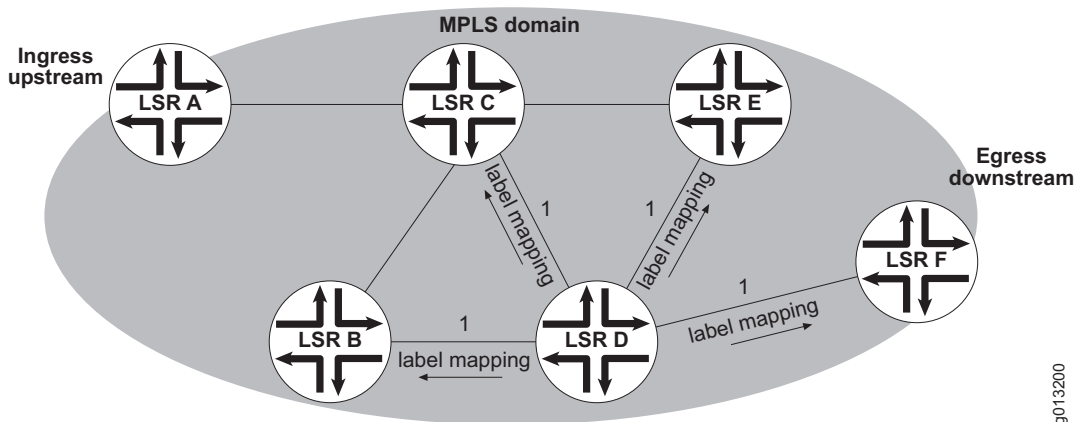 MPLS domain
Ingress
upstream
LSR A
LSR C
LSR E
Egress
downstream
label mapping
1
1
label mapping
LSR F
1
label mapping
LSR B
1
label mapping
LSR D
g013200